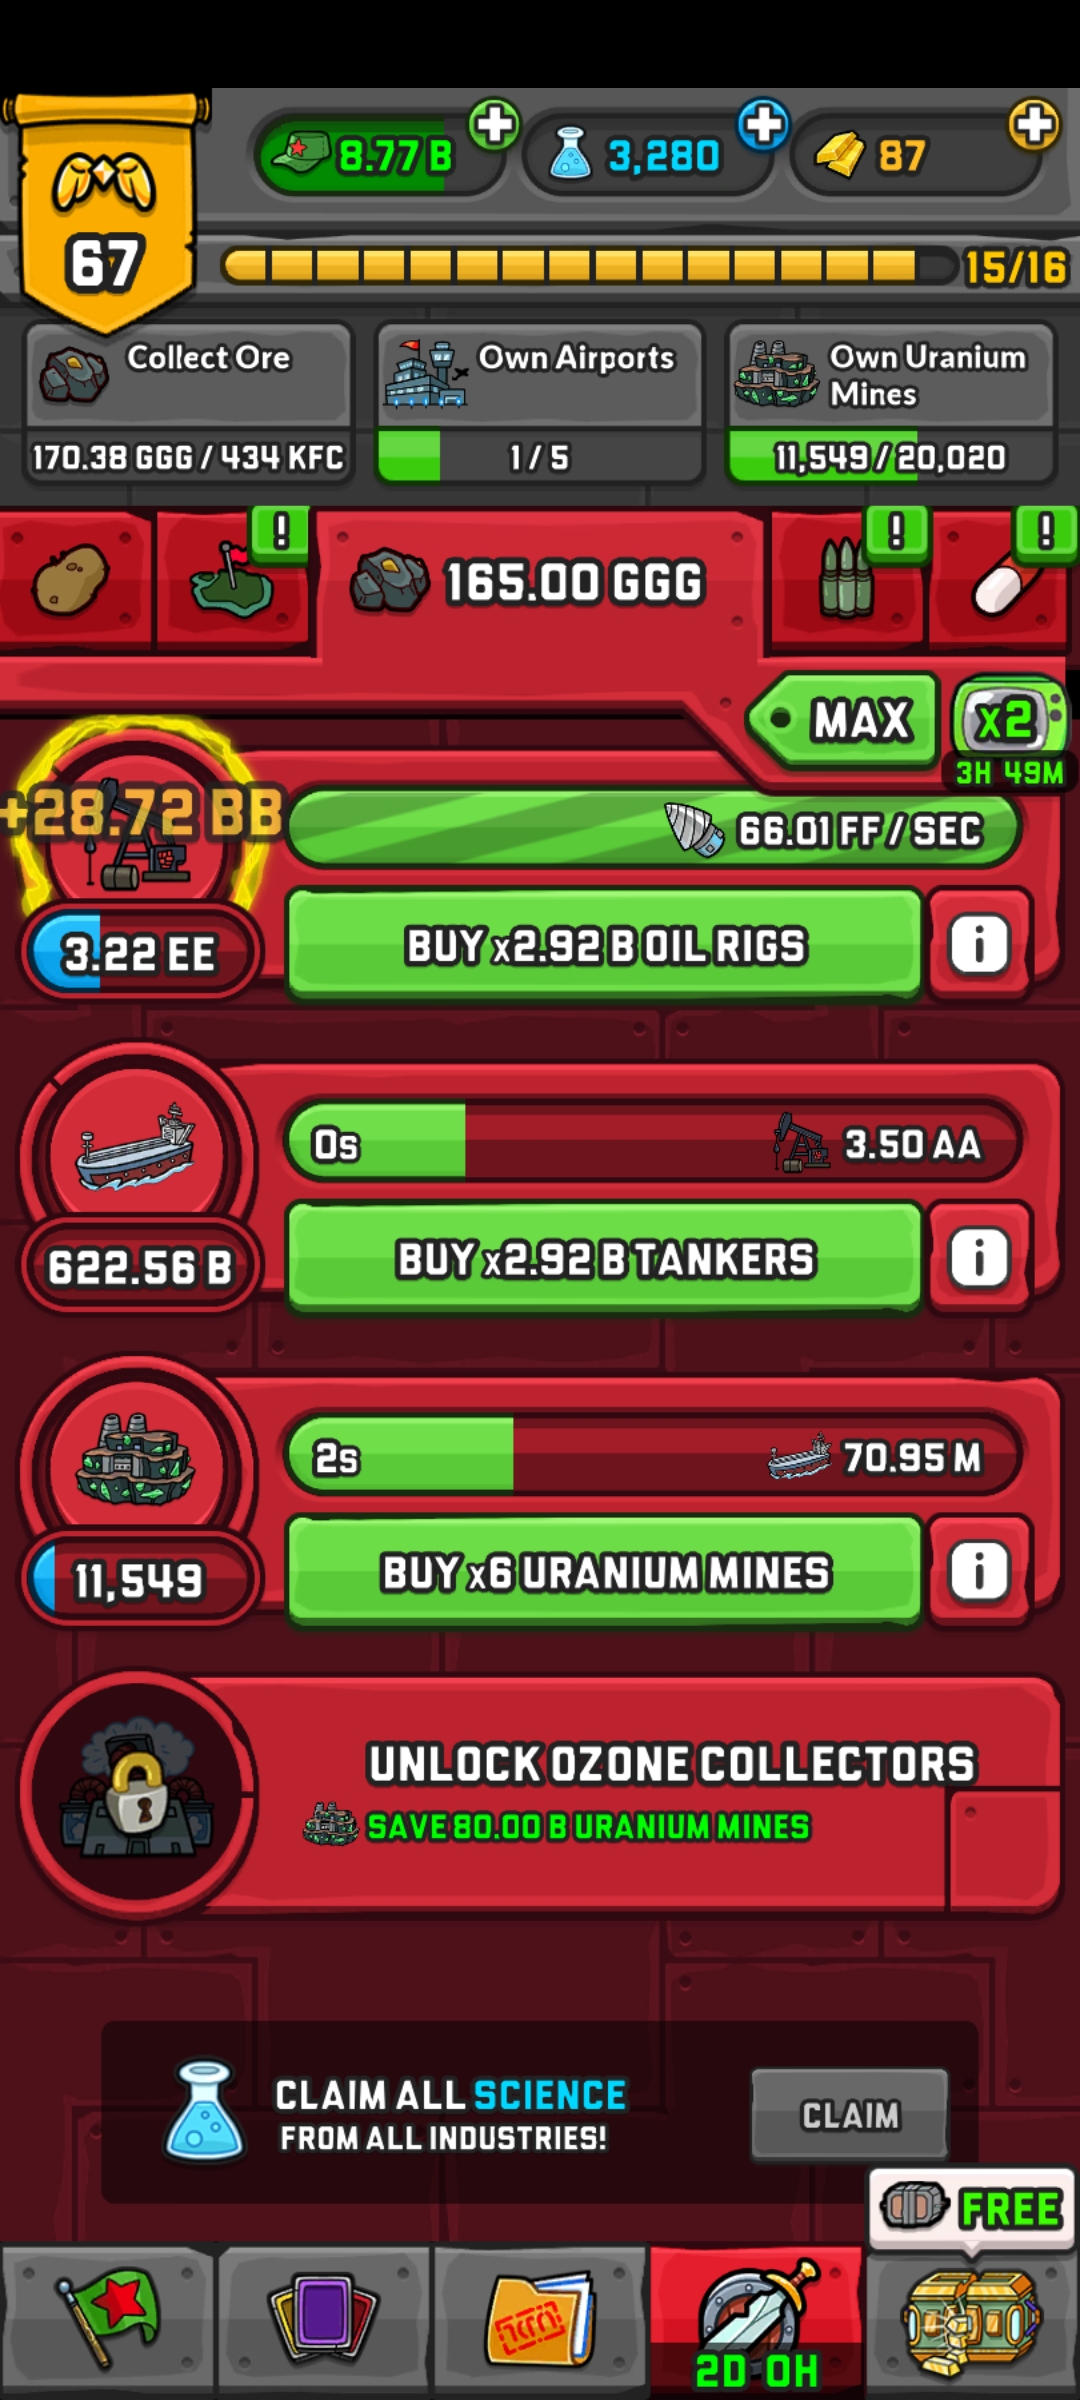 8.77 B
3,280
87
67
15/16
Collect Ore
170.38 GGG / 434 KFC
Own Airports
1 / 5
Own Uranium
Mines
11,549 / 20,020
!
165.00 GGG
!
!
MAX
x2
3H 49M
+28.72 BB
66.01 FF / SEC
3.22 EE
BUY x2.92 B OIL RIGS
i
0s
3.50 AA
622.56 B
BUY x2.92 B TANKERS
i
2s
70.95 M
11,549
BUY x6 URANIUM MINES
i
UNLOCK OZONE COLLECTORS
SAVE 80.00 B URANIUM MINES
CLAIM ALL SCIENCE
FROM ALL INDUSTRIES!
CLAIM
FREE
2D 0H